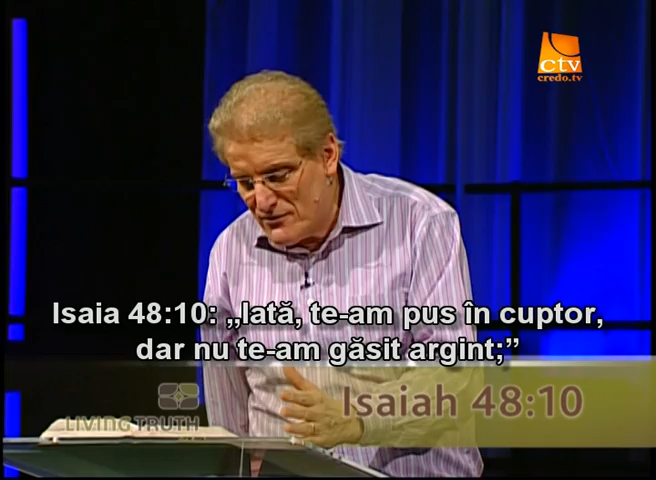 ctv
credo.tv
Isaia 48:10: „Iată, te-am pus în cuptor,
dar nu te-am găsit argint;”
LIVING TRUTH
Isaiah 48:10